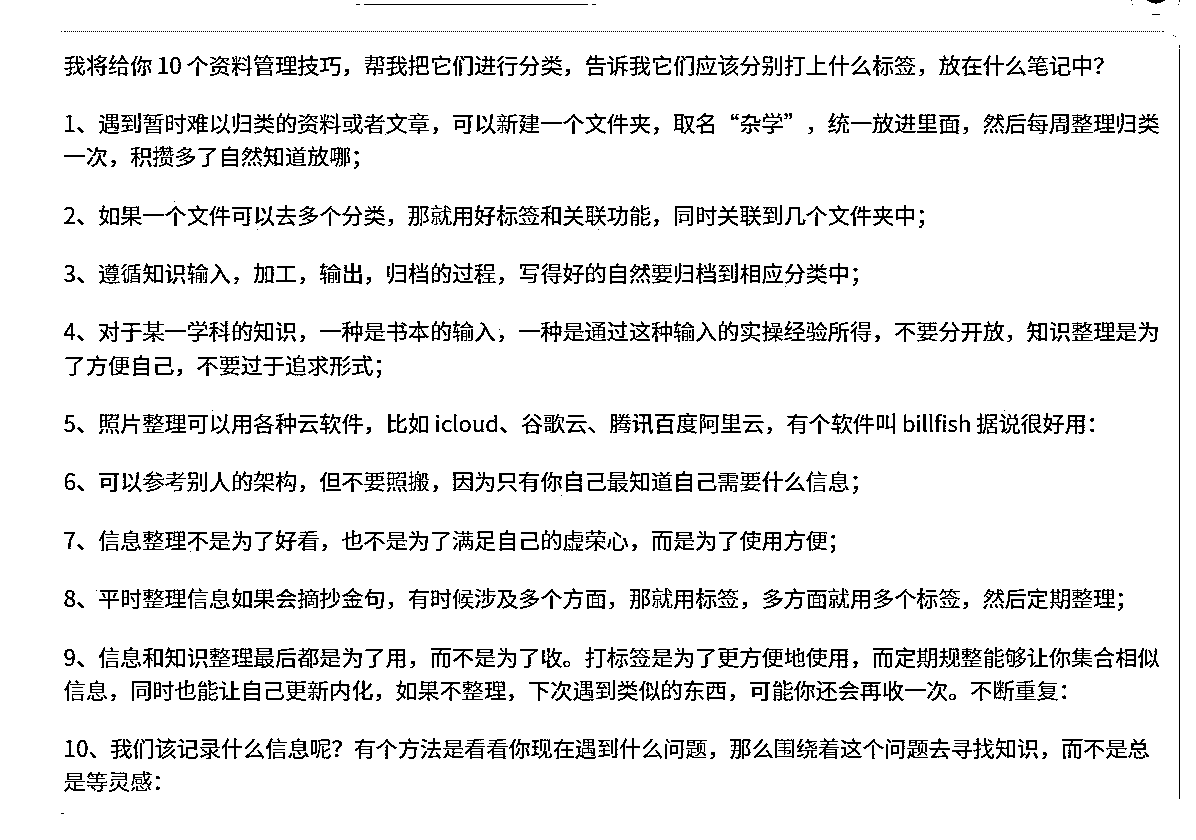 我将给你 10 个资料管理技巧，帮我把它们进行分类，告诉我它们应该分别打上什么标签，放在什么笔记中？
1、遇到暂时难以归类的资料或者文章，可以新建一个文件夹，取名“杂学”，统一放进里面，然后每周整理归类
一次，积攒多了自然知道放哪；
2、如果一个文件可以去多个分类，那就用好标签和关联功能，同时关联到几个文件夹中；
3、遵循知识输入，加工，输出，归档的过程，写得好的自然要归档到相应分类中；
4、对于某一学科的知识，一种是书本的输入，一种是通过这种输入的实操经验所得，不要分开放，知识整理是为
了方便自己，不要过于追求形式；
5、照片整理可以用各种云软件，比如 icloud、谷歌云、腾讯百度阿里云，有个软件叫 billfish 据说很好用：
6、可以参考别人的架构，但不要照搬，因为只有你自己最知道自己需要什么信息；
7、信息整理不是为了好看，也不是为了满足自己的虚荣心，而是为了使用方便；
8、平时整理信息如果会摘抄金句，有时候涉及多个方面，那就用标签，多方面就用多个标签，然后定期整理；
9、信息和知识整理最后都是为了用，而不是为了收。打标签是为了更方便地使用，而定期规整能够让你集合相似
信息，同时也能让自己更新内化，如果不整理，下次遇到类似的东西，可能你还会再收一次。不断重复：
10、我们该记录什么信息呢？有个方法是看看你现在遇到什么问题，那么围绕着这个问题去寻找知识，而不是总
是等灵感：